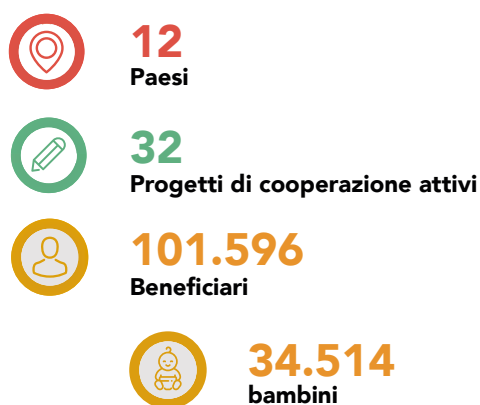 12
Paesi
32
Progetti di cooperazione attivi
101.596
Beneficiari
34.514
bambini